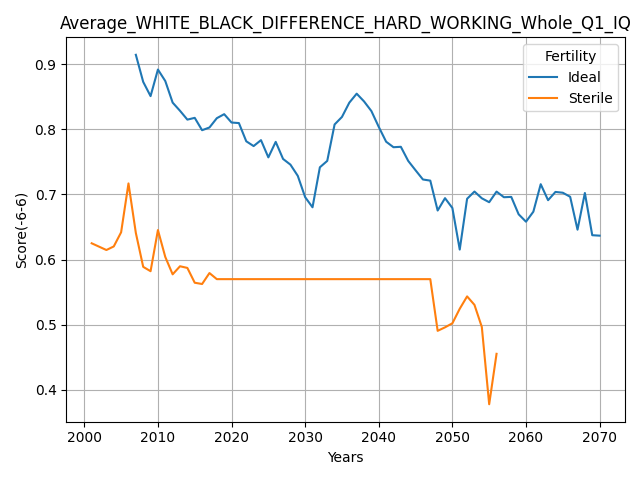 Average_WHITE_BLACK_DIFFERENCE_HARD_WORKING_Whole_Q1_IQ
Fertility
Ideal
Sterile
Score(-6-6)
0.9
0.8
0.7
0.6
0.5
0.4
2000 2010 2020 2030 2040 2050 2060 2070
Years